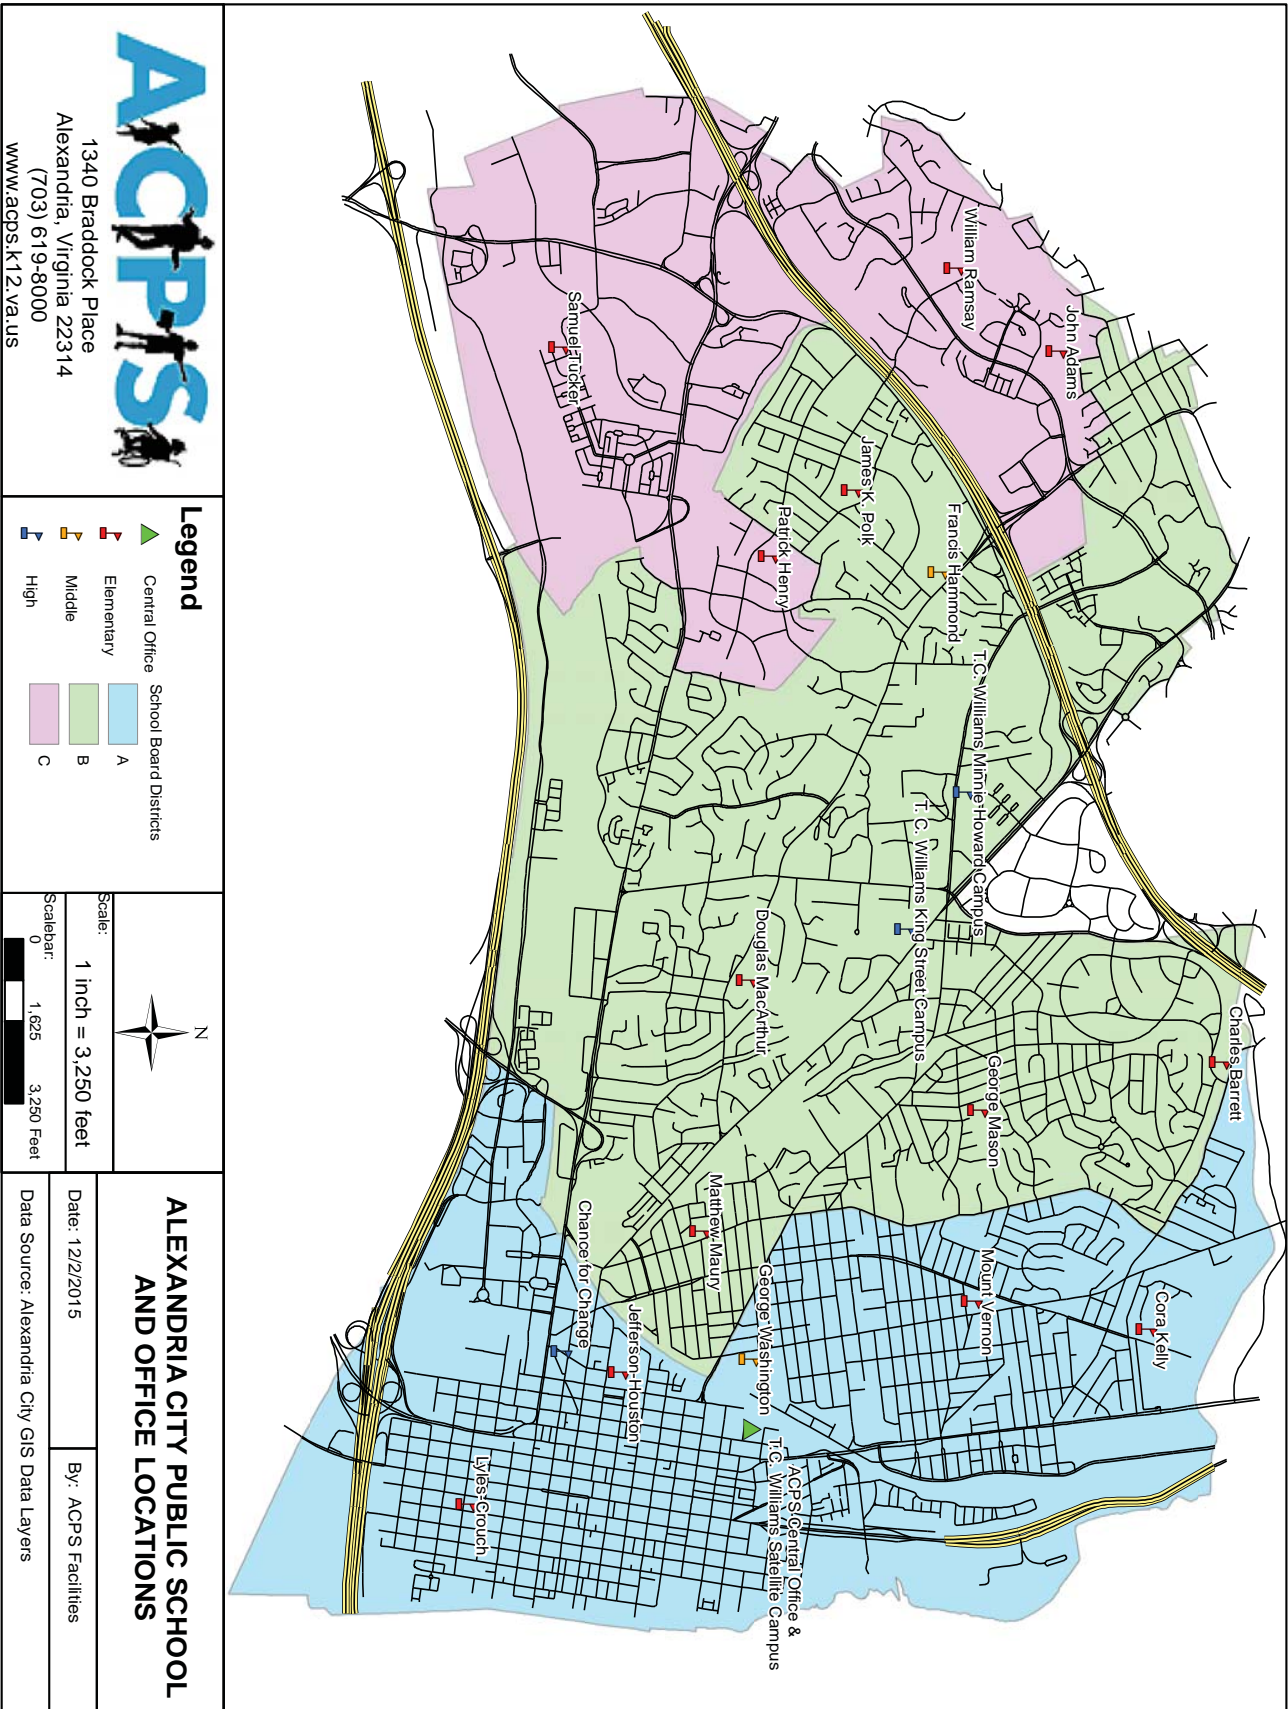 William Ramsay
John Adams
Samuel Tucker
James K. Polk
Patrick Henry
Francis Hammond
T.C. Williams Minnie Howard Campus
T. C. Williams King Street Campus
Douglas MacArthur
Charles Barrett
George Mason
Matthew Maury
Mount Vernon
Cora Kelly
George Washington
Chance for Change
Jefferson-Houston
Lyles-Crouch
ACPS Central Office &
T.C. Williams Satellite Campus
ACPS
1340 Braddock Place
Alexandria, Virginia 22314
(703) 619-8000
www.acps.k12.va.us
Legend
Central Office
Elementary
Middle
High
School Board Districts
A
B
C
N
Scale:
1 inch = 3,250 feet
Scalebar:
0 1,625 3,250 Feet
ALEXANDRIA CITY PUBLIC SCHOOL
AND OFFICE LOCATIONS
Date: 12/2/2015
By: ACPS Facilities
Data Source: Alexandria City GIS Data Layers